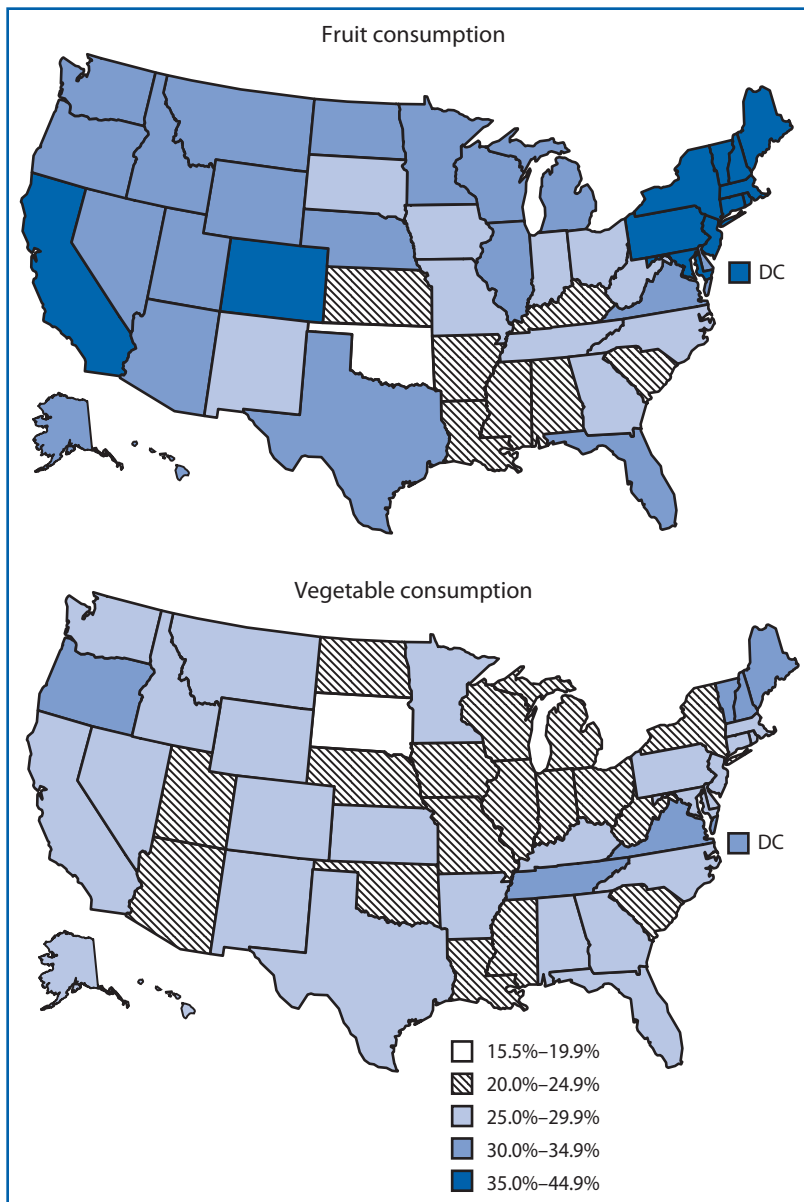 Fruit consumption
DC
Vegetable consumption
DC
15.5%–19.9%
20.0%–24.9%
25.0%–29.9%
30.0%–34.9%
35.0%–44.9%